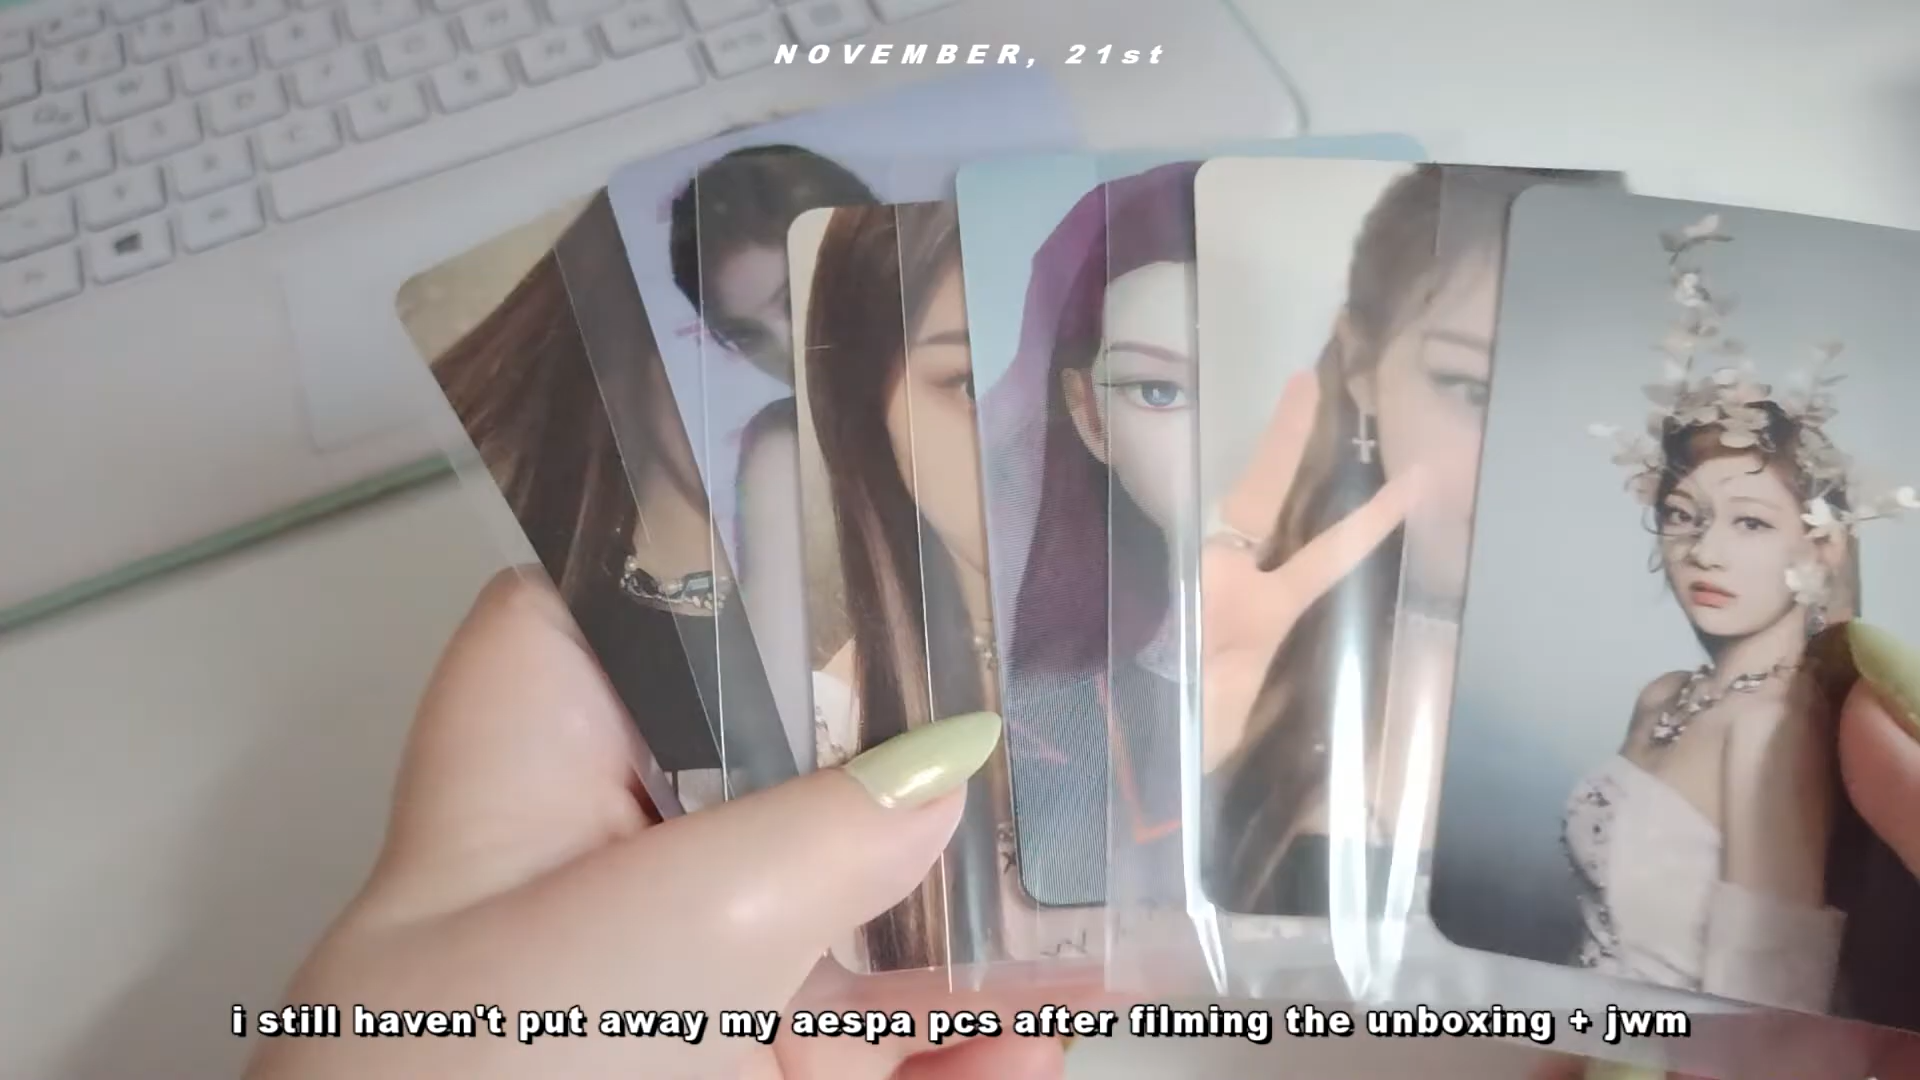 NOVEMBER, 21st
i still haven't put away my aespa pcs after filming the unboxing + jwm